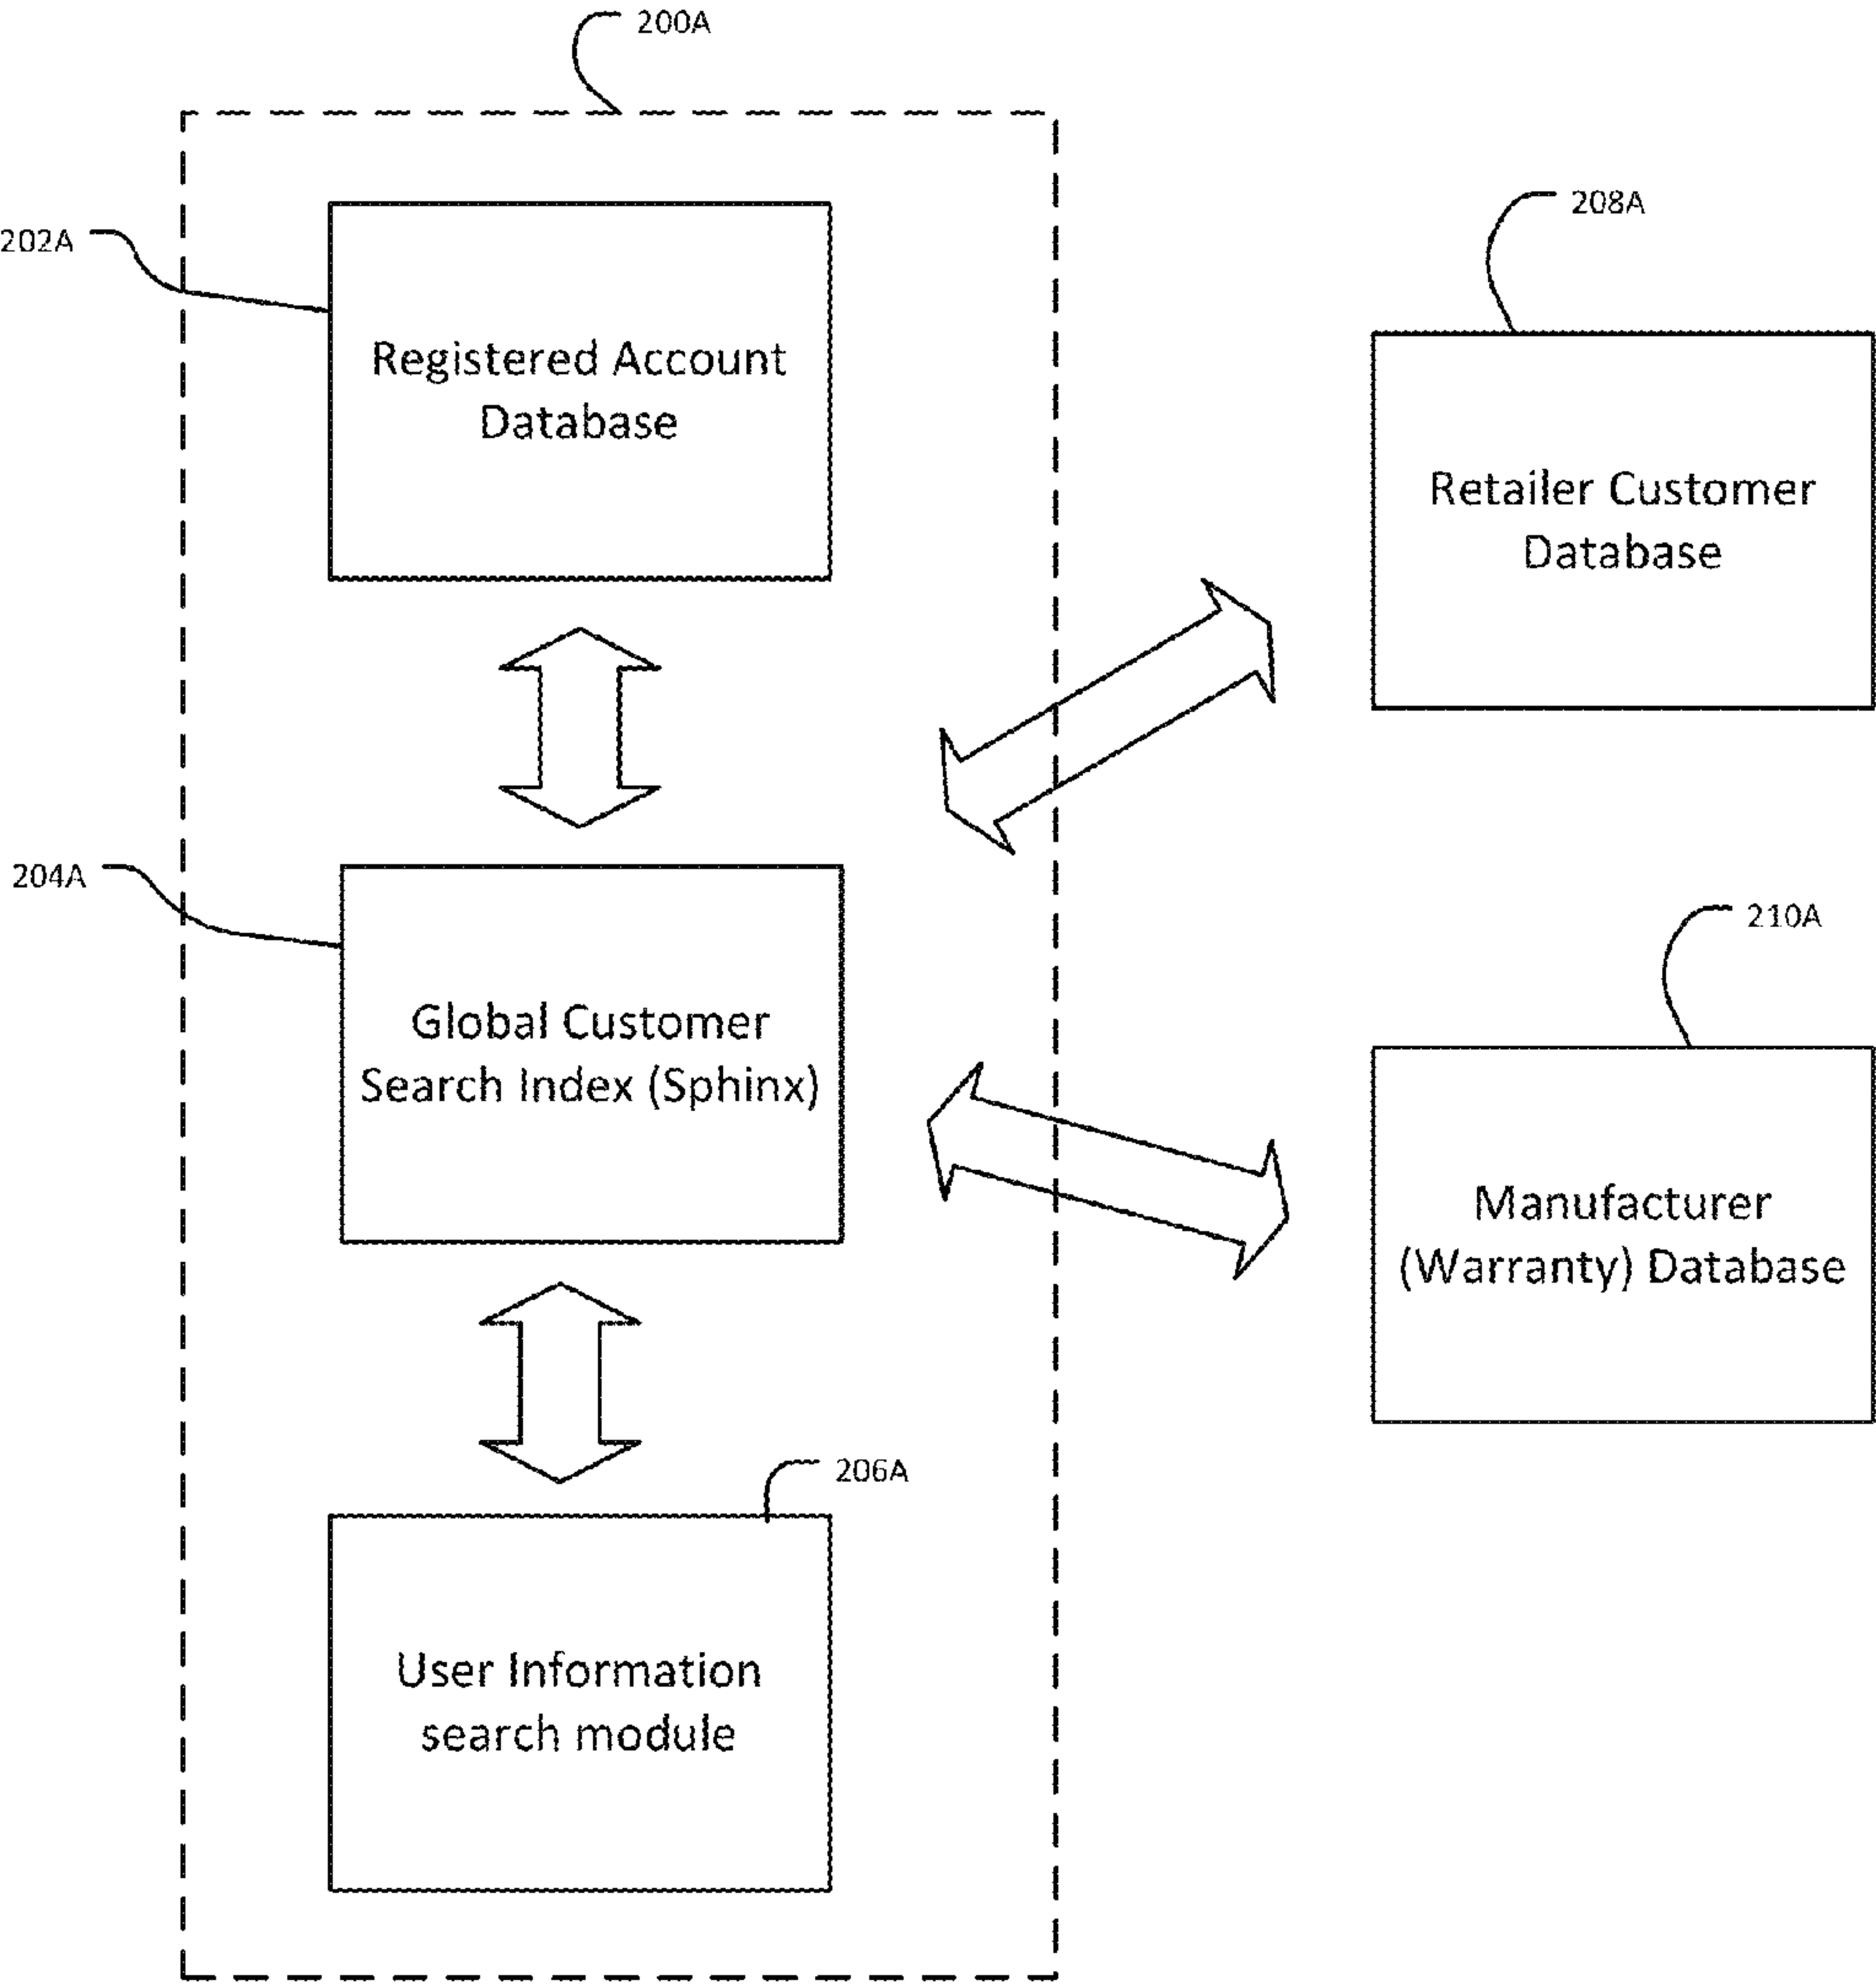 200A
208A
202A
Registered Account
Database
Retailer Customer
Database
204A
210A
Global Customer
Search Index (Sphinx)
Manufacturer
(Warranty) Database
206A
User Information
search module